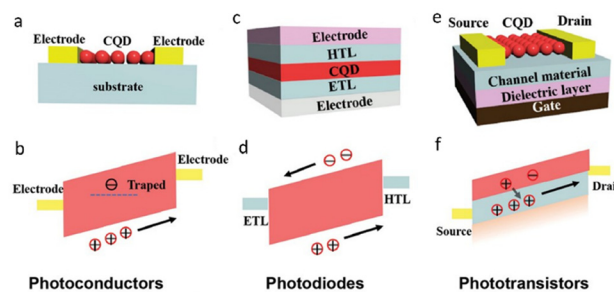 a
Electrode CQD Electrode
substrate
b
Electrode
Traped
Electrode
Photoconductors
c
Electrode
HTL
CQD
ETL
Electrode
d
ETL
HTL
Photodiodes
e
Source CQD Drain
Channel material
Dielectric layer
Gate
f
Drai
Source
Phototransistors